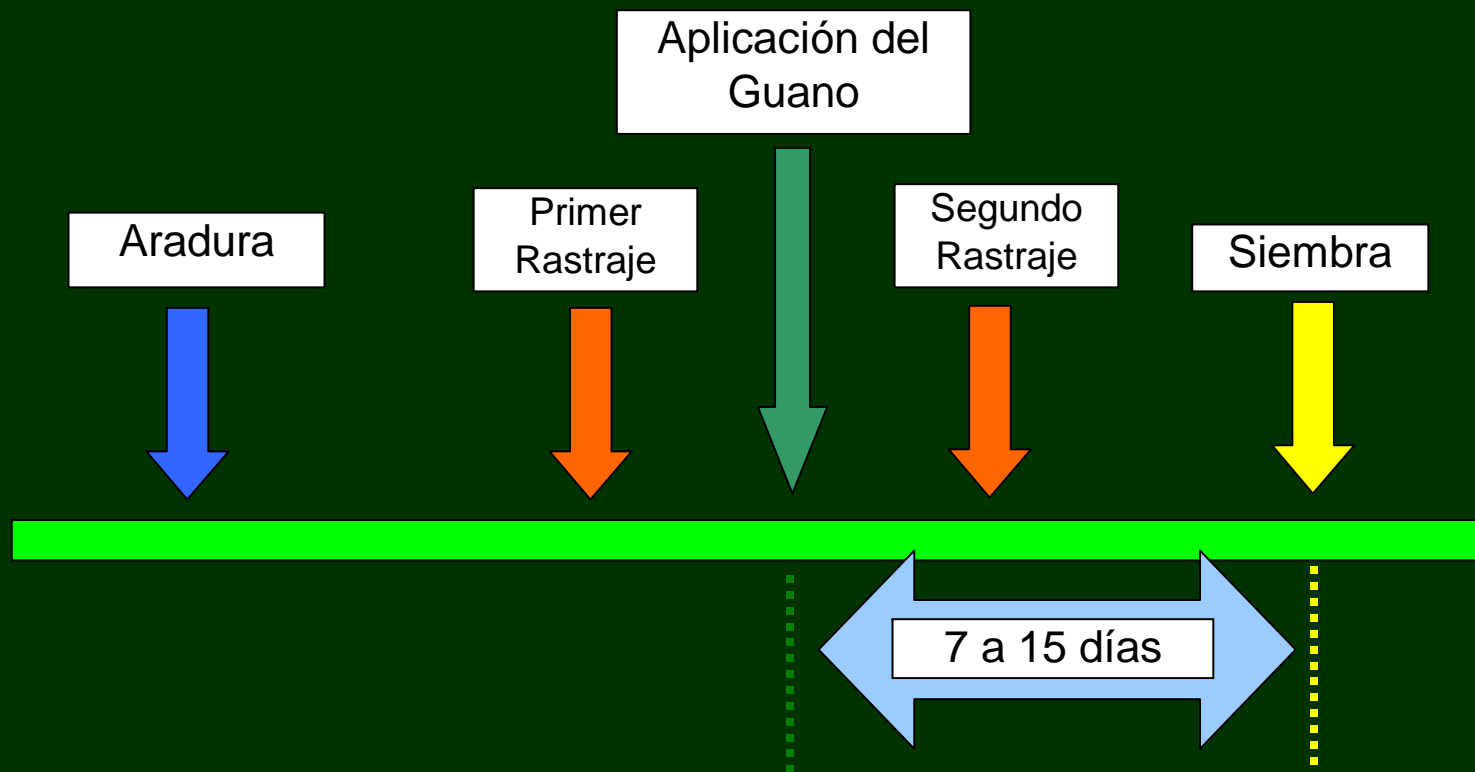 Aplicación del
Guano
Aradura
Primer
Rastraje
Segundo
Rastraje
Siembra
7 a 15 días